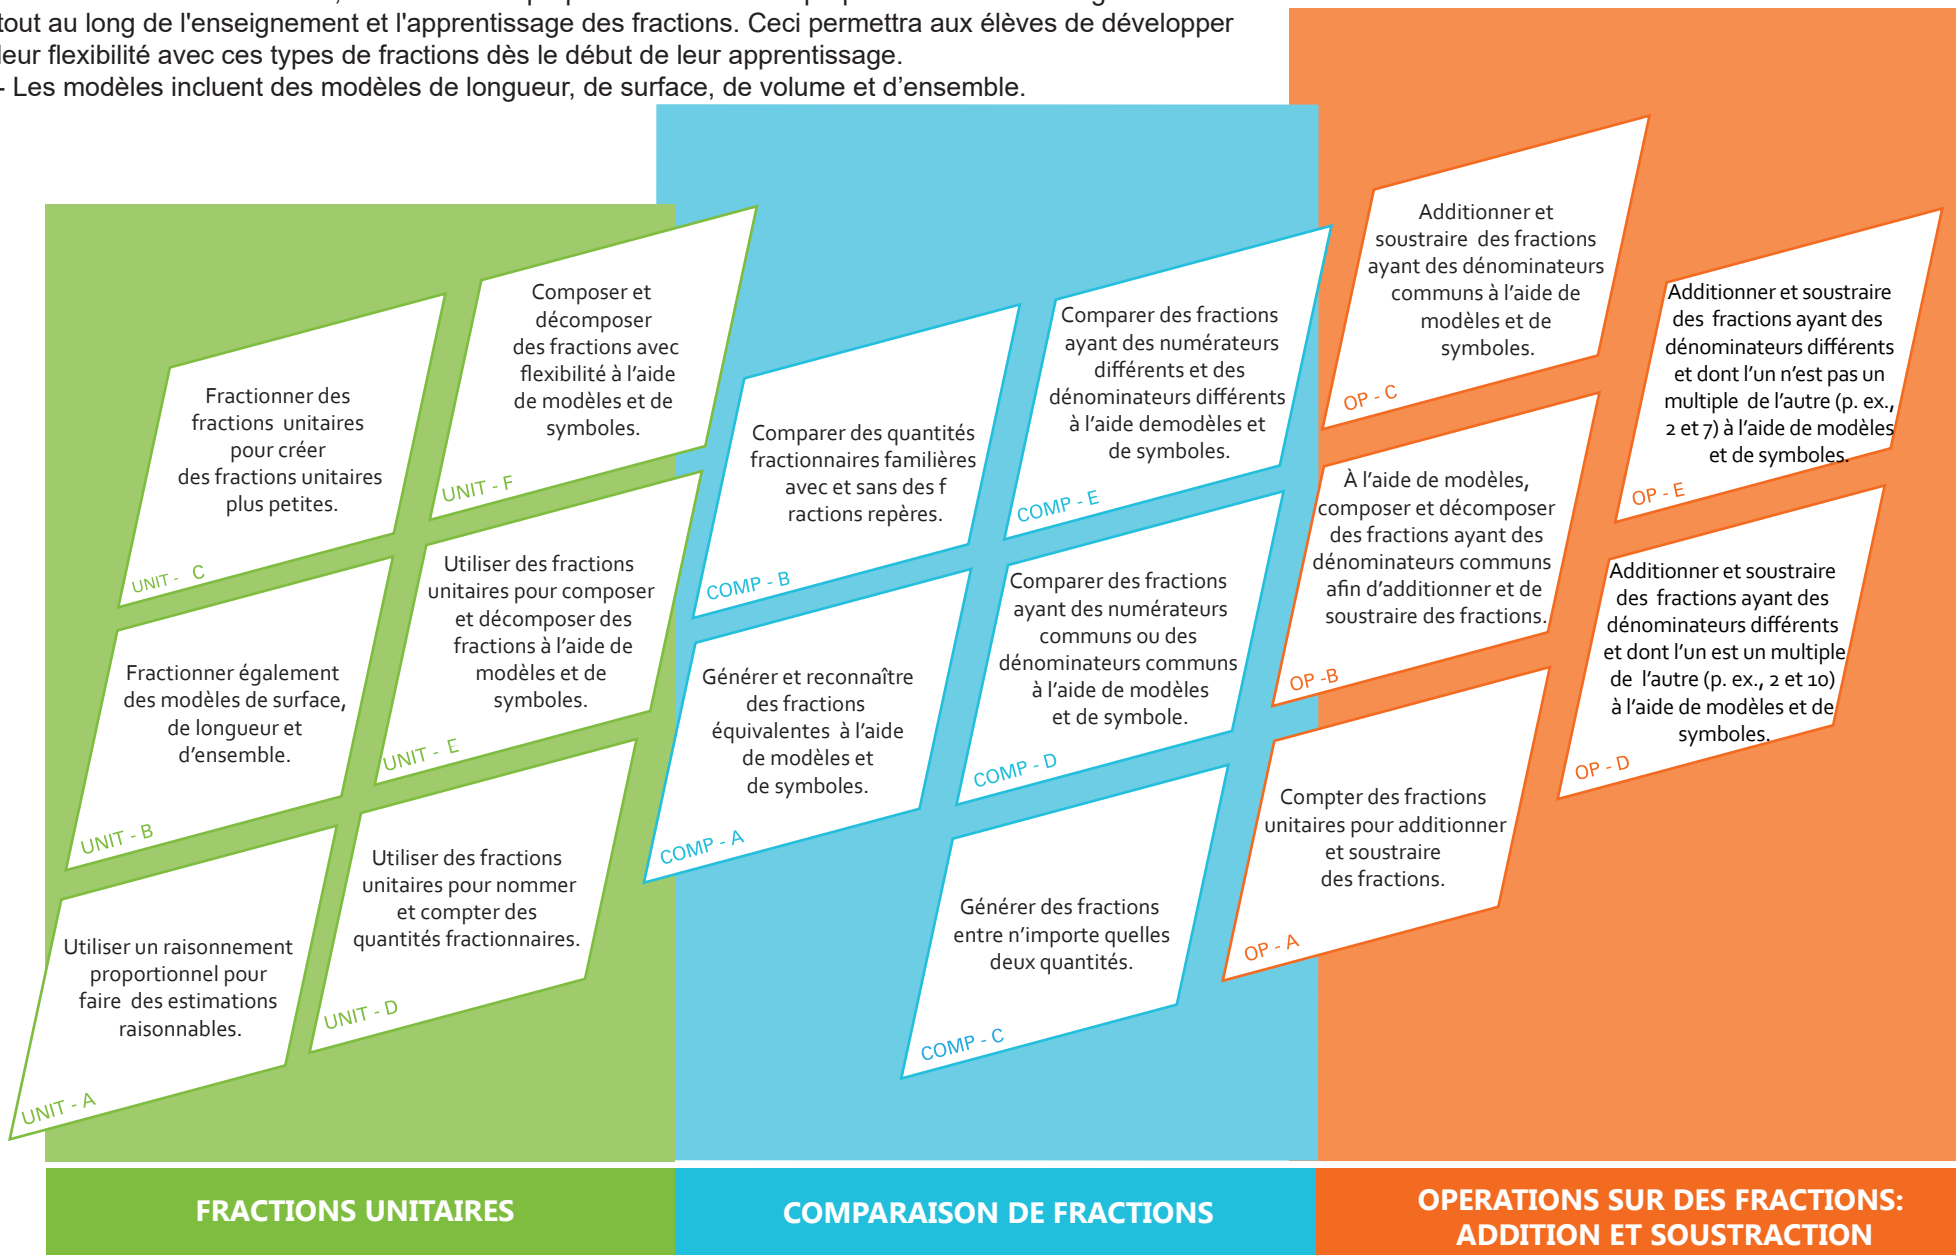 tout au long de l'enseignement et l'apprentissage des fractions. Ceci permettra aux élèves de développer
leur flexibilité avec ces types de fractions dès le début de leur apprentissage.
- Les modèles incluent des modèles de longueur, de surface, de volume et d'ensemble.
Fractionner des
fractions unitaires
pour créer
des fractions unitaires
plus petites.
UNIT - C
Composer et
décomposer
des fractions avec
flexibilité à l'aide
de modèles et de
symboles.
UNIT - F
Fractionner également
des modèles de surface,
de longueur et
d'ensemble.
UNIT - B
Utiliser des fractions
unitaires pour composer
et décomposer des
fractions à l'aide de
modèles et de
symboles.
UNIT - E
Utiliser un raisonnement
proportionnel pour
faire des estimations
raisonnables.
UNIT - A
Utiliser des fractions
unitaires pour nommer
et compter des
quantités fractionnaires.
UNIT - D
Comparer des quantités
fractionnaires familières
avec et sans des f
ractions repères.
COMP - B
Comparer des fractions
ayant des numérateurs
différents et des
dénominateurs différents
à l'aide demodèles et
de symboles.
COMP - E
Générer et reconnaître
des fractions
équivalentes à l'aide
de modèles et
de symboles.
COMP - A
Comparer des fractions
ayant des numérateurs
communs ou des
dénominateurs communs
à l'aide de modèles
et de symbole.
COMP - D
Générer des fractions
entre n'importe quelles
deux quantités.
COMP - C
Additionner et
soustraire des fractions
ayant des dénominateurs
communs à l'aide de
modèles et de
symboles.
OP - C
Additionner et soustraire
des fractions ayant des
dénominateurs différents
et dont l'un n'est pas un
multiple de l'autre (p. ex.,
2 et 7) à l'aide de modèles
et de symboles.
OP - E
À l'aide de modèles,
composer et décomposer
des fractions ayant des
dénominateurs communs
afin d'additionner et de
soustraire des fractions.
OP -B
Additionner et soustraire
des fractions ayant des
dénominateurs différents
et dont l'un est un multiple
de l'autre (p. ex., 2 et 10)
à l'aide de modèles et de
symboles.
OP - D
Compter des fractions
unitaires pour additionner
et soustraire
des fractions.
OP - A
FRACTIONS UNITAIRES
COMPARAISON DE FRACTIONS
OPERATIONS SUR DES FRACTIONS:
ADDITION ET SOUSTRACTION